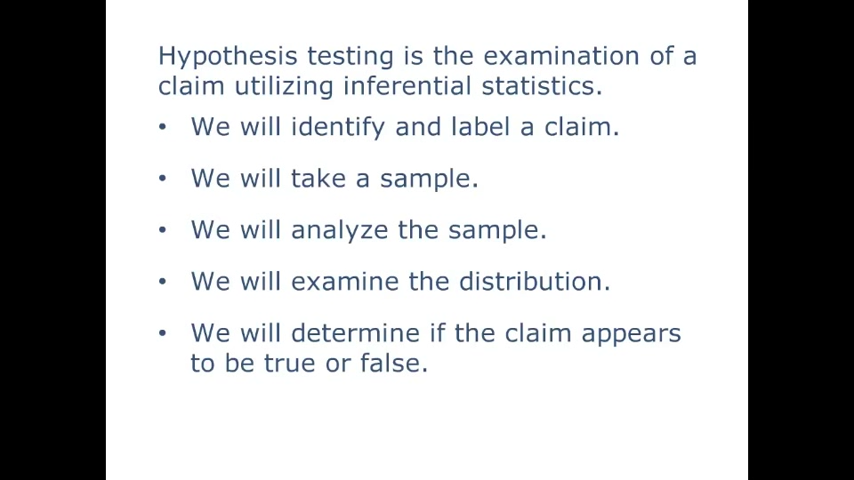 Hypothesis testing is the examination of a
claim utilizing inferential statistics.
• We will identify and label a claim.
• We will take a sample.
• We will analyze the sample.
• We will examine the distribution.
• We will determine if the claim appears
to be true or false.